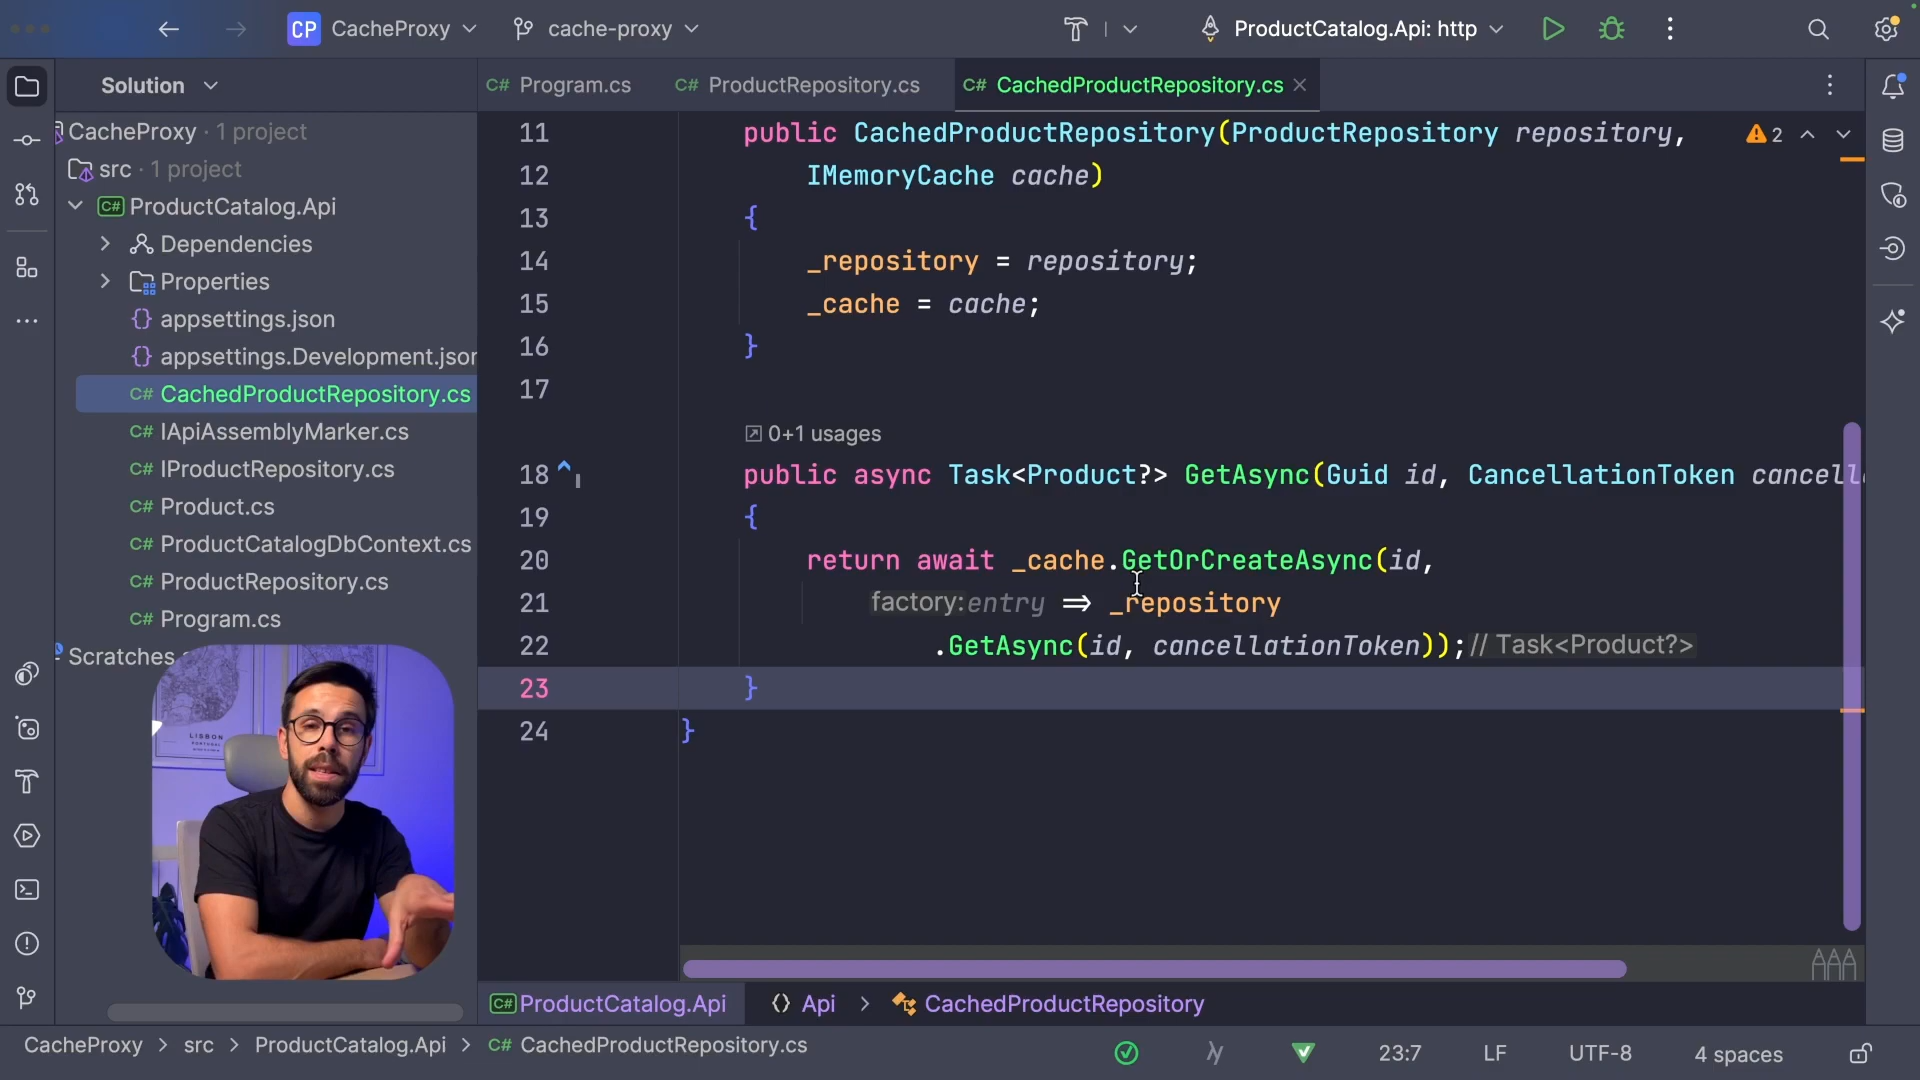 CP CacheProxy cache-proxy ProductCatalog.Api: http
Solution
C# Program.cs C# ProductRepository.cs C# CachedProductRepository.cs
CacheProxy · 1 project
src · 1 project
C# ProductCatalog.Api
Dependencies
Properties
{} appsettings.json
{} appsettings.Development.json
C# CachedProductRepository.cs
C# IApiAssemblyMarker.cs
C# IProductRepository.cs
C# Product.cs
C# ProductCatalogDbContext.cs
C# ProductRepository.cs
C# Program.cs
Scratches
LISBON
PORTUGAL
11 public CachedProductRepository(ProductRepository repository,
2
12 IMemoryCache cache)
13 {
14 _repository = repository;
15 _cache = cache;
16 }
17
0+1 usages
18 public async Task<Product?> GetAsync(Guid id, CancellationToken cancell
19 {
20 return await _cache.GetOrCreateAsync(id,
21 factory: entry => _repository
22 .GetAsync(id, cancellationToken)); // Task<Product?>
23 }
24 }
C# ProductCatalog.Api {} Api > CachedProductRepository
CacheProxy > src > ProductCatalog.Api > C# CachedProductRepository.cs 23:7 LF UTF-8 4 spaces